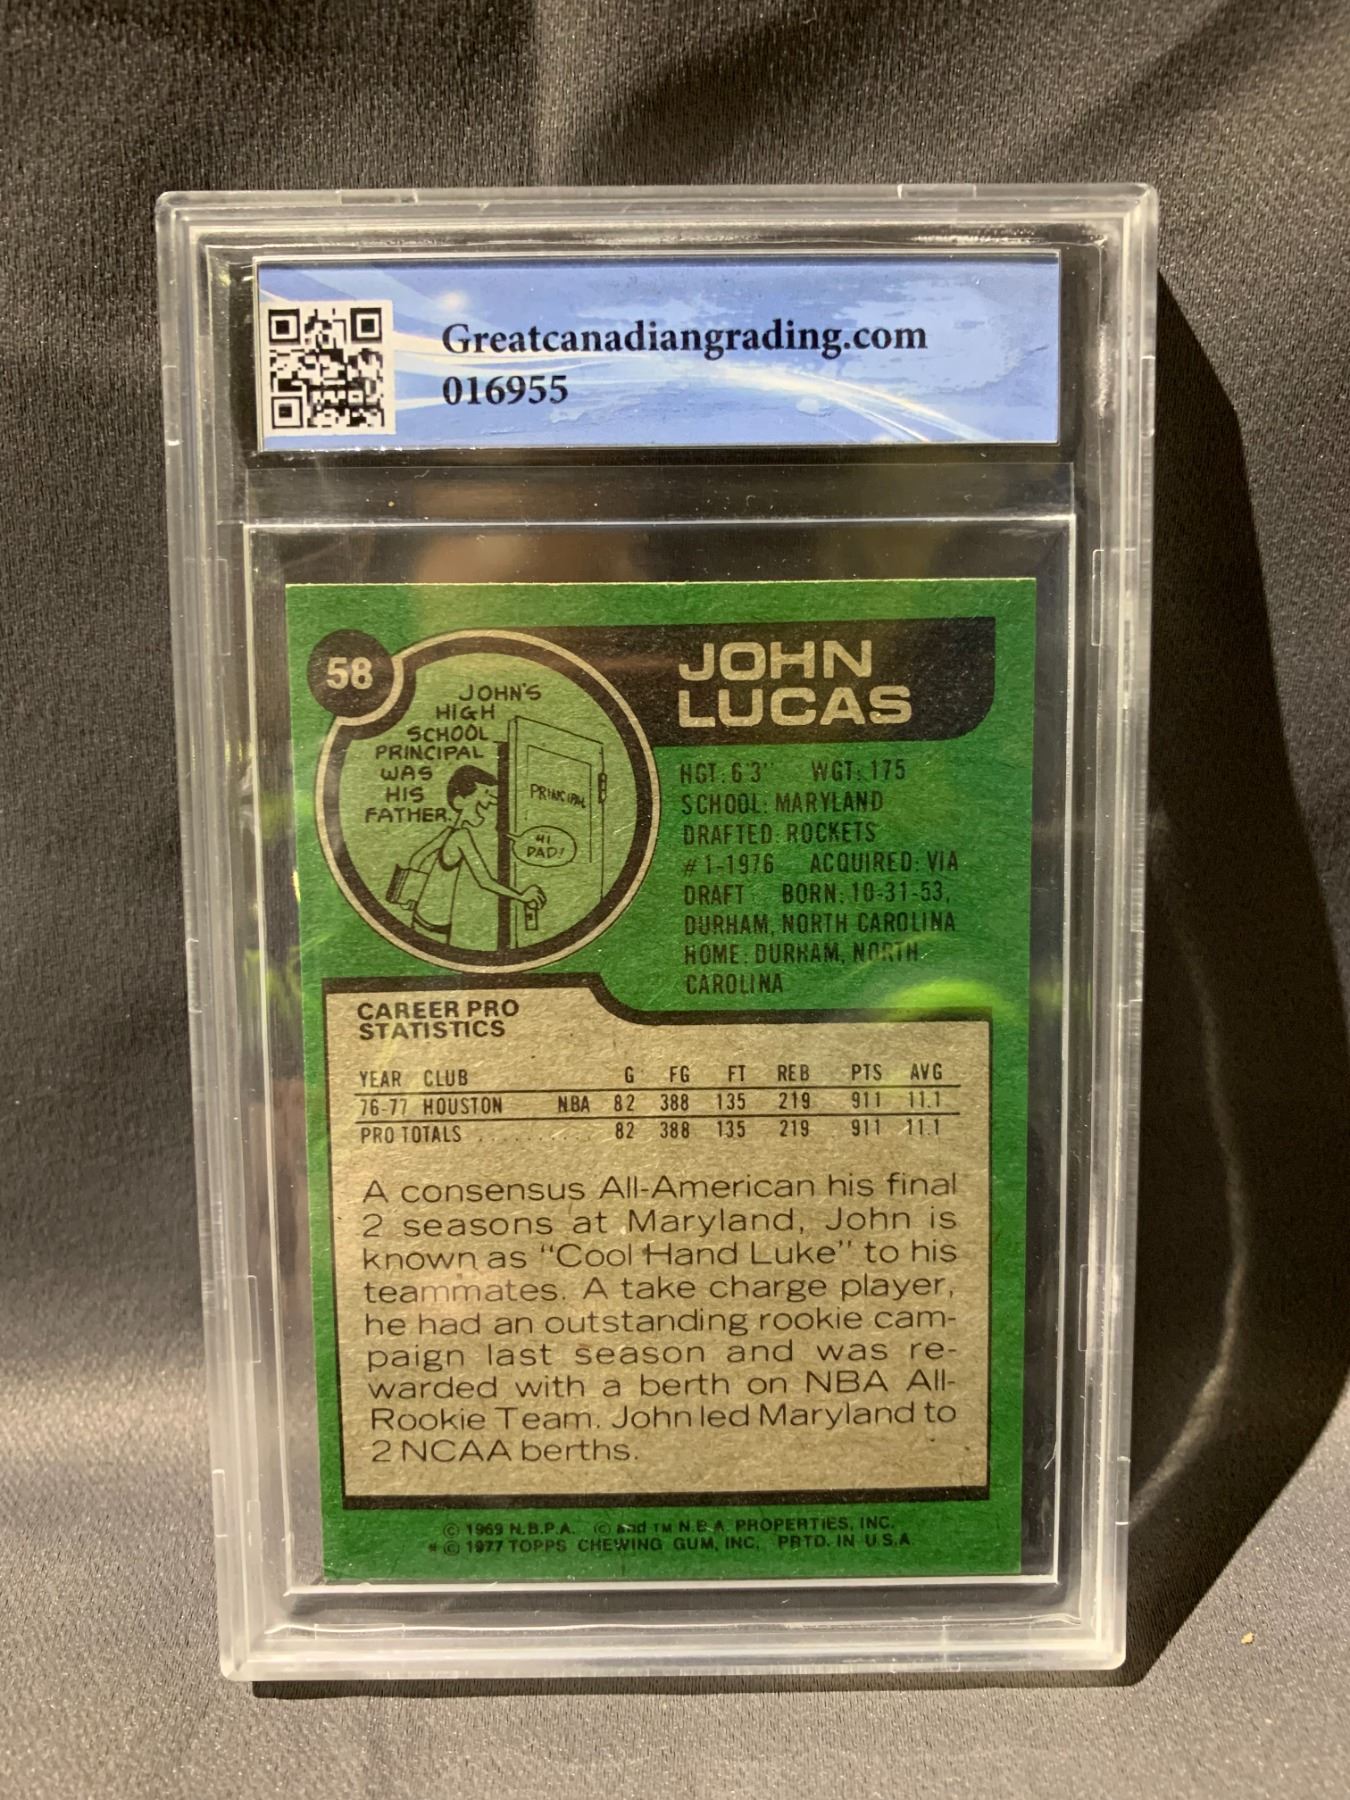 Greatcanadiangrading.com
016955
58
JOHN
LUCAS
JOHN'S
HIGH
SCHOOL
PRINCIPAL
WAS
HIS
FATHER.
PRINCIPAL
HI
DAD!
HGT: 6'3" WGT: 175
SCHOOL: MARYLAND
DRAFTED: ROCKETS
#1-1976 ACQUIRED: VIA
DRAFT BORN: 10-31-53,
DURHAM, NORTH CAROLINA
HOME: DURHAM, NORTH
CAROLINA
CAREER PRO
STATISTICS
YEAR CLUB G FG FT REB PTS AVG
76-77 HOUSTON NBA 82 388 135 219 911 11.1
PRO TOTALS .......... 82 388 135 219 911 11.1
A consensus All-American his final
2 seasons at Maryland, John is
known as "Cool Hand Luke" to his
teammates. A take charge player,
he had an outstanding rookie cam-
paign last season and was re-
warded with a berth on NBA All-
Rookie Team. John led Maryland to
2 NCAA berths.
© 1969 N.B.P.A. © and TM N.B.A. PROPERTIES, INC.
* © 1977 TOPPS CHEWING GUM, INC. PRTD. IN U.S.A.